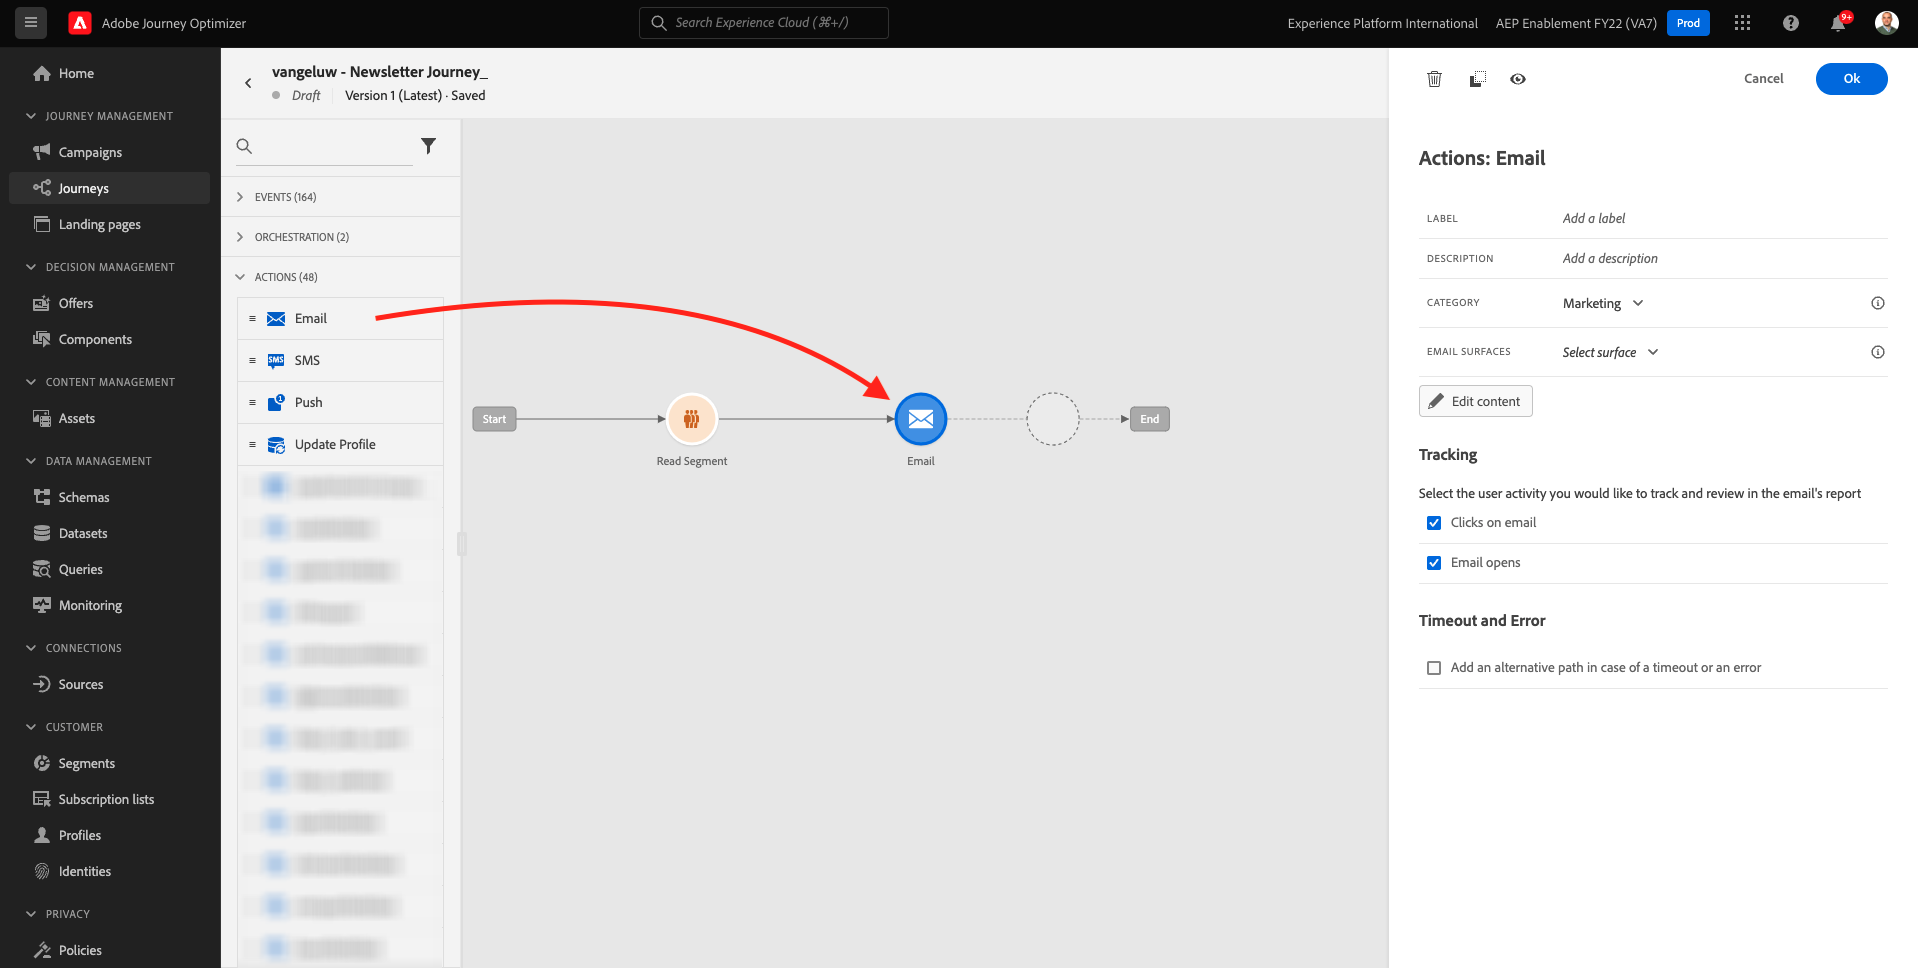 Adobe Journey Optimizer
Search Experience Cloud (⌘+/)
Experience Platform International
AEP Enablement FY22 (VA7)
Prod
9+
Home
JOURNEY MANAGEMENT
Campaigns
Journeys
Landing pages
DECISION MANAGEMENT
Offers
Components
CONTENT MANAGEMENT
Assets
DATA MANAGEMENT
Schemas
Datasets
Queries
Monitoring
CONNECTIONS
Sources
CUSTOMER
Segments
Subscription lists
Profiles
Identities
PRIVACY
Policies
vangeluw - Newsletter Journey_
Draft
Version 1 (Latest) · Saved
EVENTS (164)
ORCHESTRATION (2)
ACTIONS (48)
Email
SMS
SMS
1
Push
Update Profile
Start
Read Segment
Email
End
Cancel
Ok
Actions: Email
LABEL
Add a label
DESCRIPTION
Add a description
CATEGORY
Marketing
EMAIL SURFACES
Select surface
Edit content
Tracking
Select the user activity you would like to track and review in the email's report
Clicks on email
Email opens
Timeout and Error
Add an alternative path in case of a timeout or an error